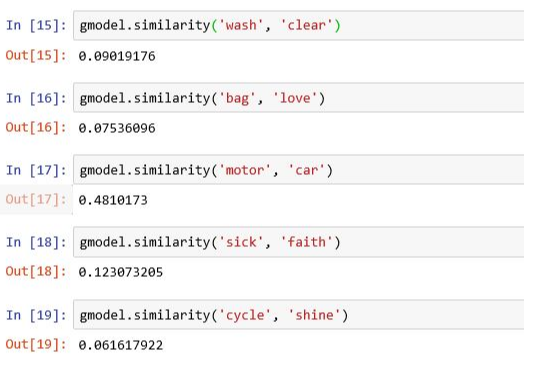 In [15]: gmodel.similarity('wash', 'clear')
Out[15]: 0.09019176
In [16]: gmodel.similarity('bag', 'love')
Out[16]: 0.07536096
In [17]: gmodel.similarity('motor', 'car')
Out[17]: 0.4810173
In [18]: gmodel.similarity('sick', 'faith')
Out[18]: 0.123073205
In [19]: gmodel.similarity('cycle', 'shine')
Out[19]: 0.061617922